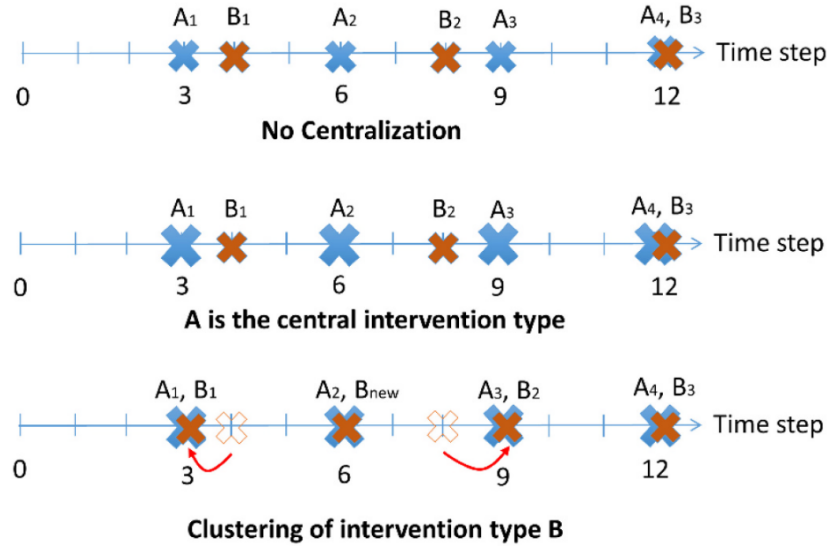 A₁ B₁ A₂ B₂ A₃ A₄, B₃
Time step
0 3 6 9 12
No Centralization
A₁ B₁ A₂ B₂ A₃ A₄, B₃
Time step
0 3 6 9 12
A is the central intervention type
A₁, B₁ A₂, Bnew A₃, B₂ A₄, B₃
Time step
0 3 6 9 12
Clustering of intervention type B